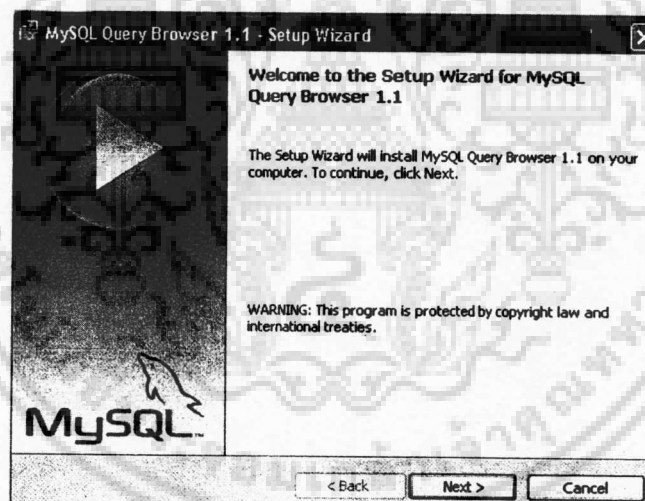 MySQL Query Browser 1.1 - Setup Wizard
Welcome to the Setup Wizard for MySQL
Query Browser 1.1
The Setup Wizard will install MySQL Query Browser 1.1 on your
computer. To continue, click Next.
WARNING: This program is protected by copyright law and
international treaties.
MySQL
< Back
Next >
Cancel